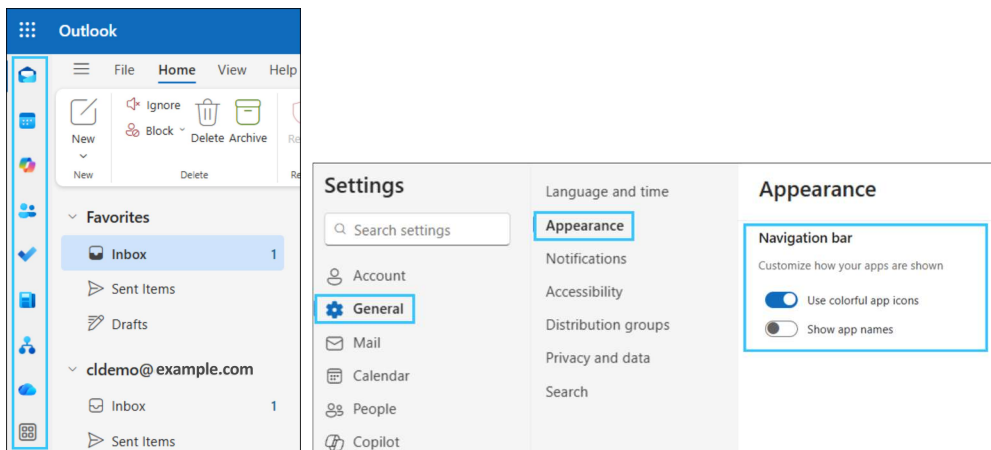 Outlook
File Home View Help
New
Ignore
Block
Delete Archive
Re
New
Delete
Re
Favorites
Inbox 1
Sent Items
Drafts
cldemo@example.com
Inbox 1
Sent Items
Settings
Search settings
Account
General
Mail
Calendar
People
Copilot
Language and time
Appearance
Notifications
Accessibility
Distribution groups
Privacy and data
Search
Appearance
Navigation bar
Customize how your apps are shown
Use colorful app icons
Show app names